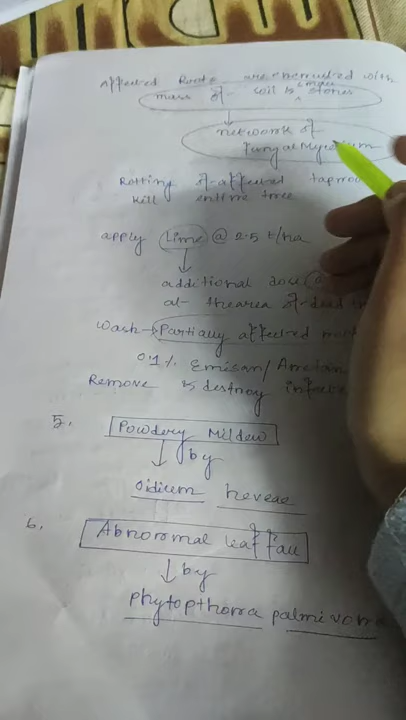 Affected Roots are encrusted with
mass of soil & small stones
network of
fungal Mycelium
Rotting of affected taproo
kill entire tree
apply Lime @ 2.5 t/ha
additional dose
at the area of dead
Wash → Partially affected
0.1% Emisan/
Remove & destroy infecte
5. Powdery Mildew
by
Oidium heveae
6. Abnormal leaf fall
by
phytopthora palmivora